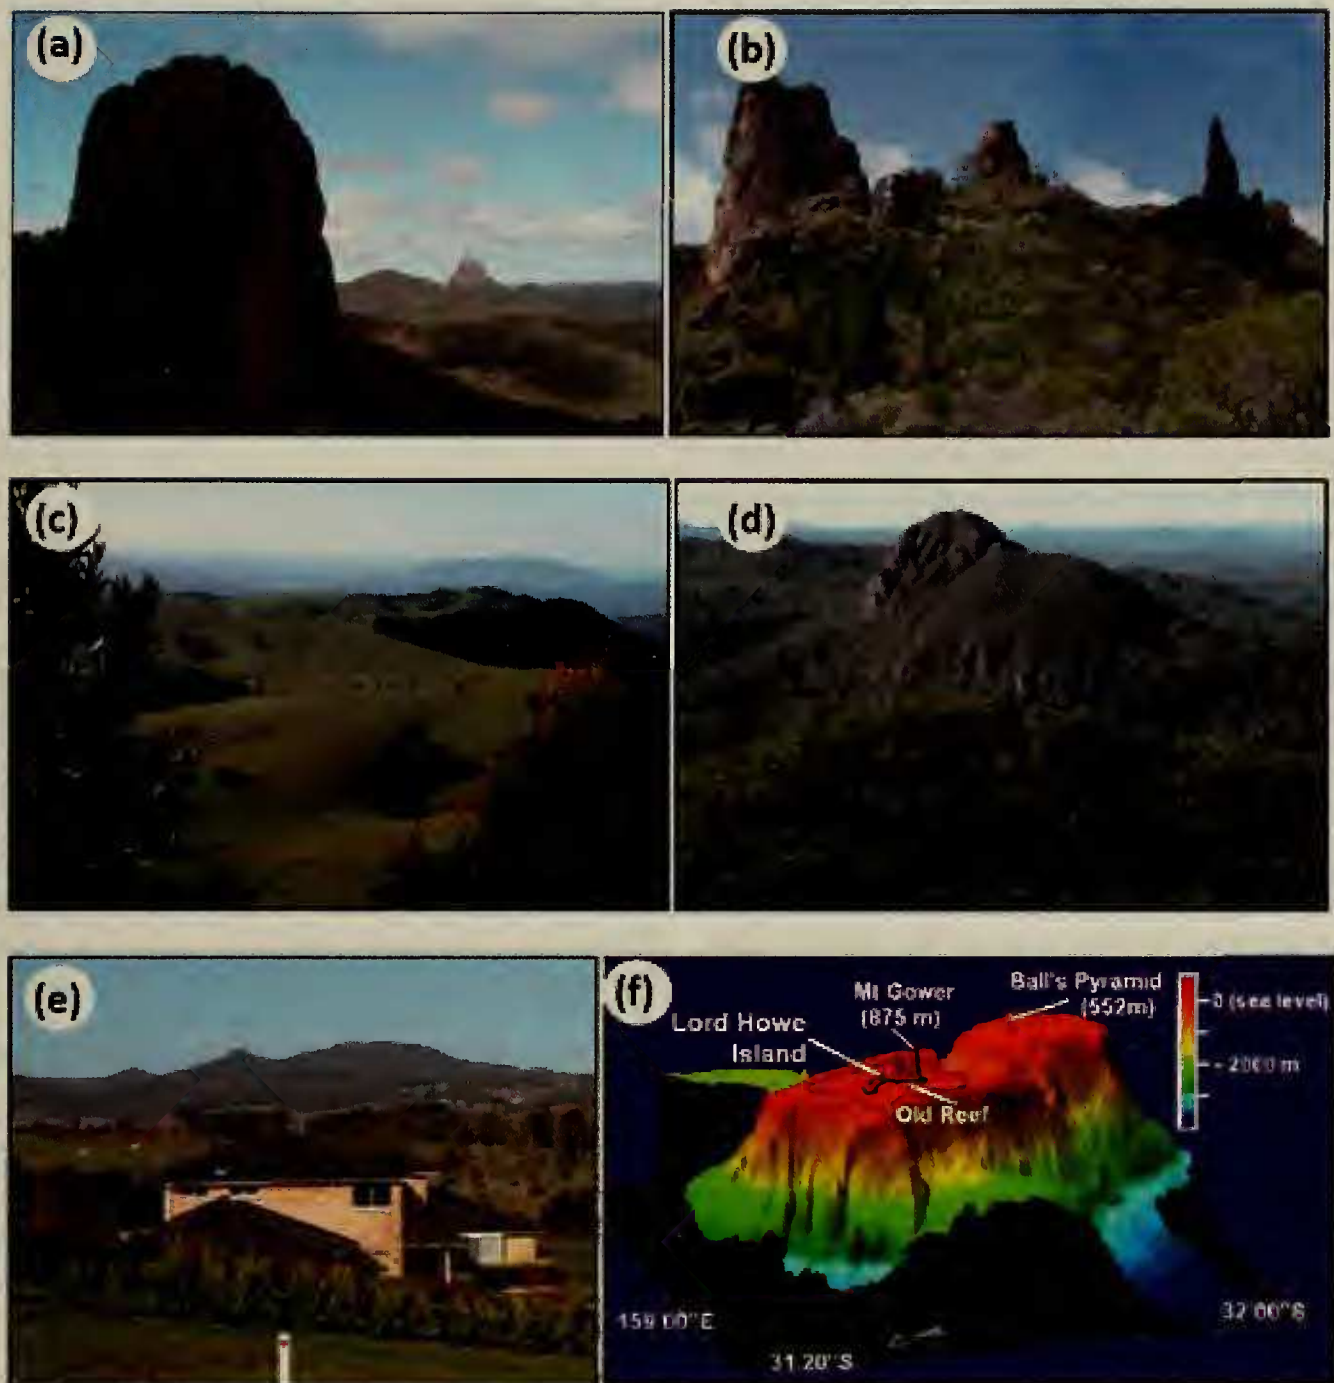 (a)
(b)
(c)
(d)
(e)
(f)
Mt Gower
(875 m)
Ball's Pyramid
(552m)
0 (sea level)
Lord Howe
Island
- 2000 m
Old Reef
159 00"E
32 00"S
31.20"S